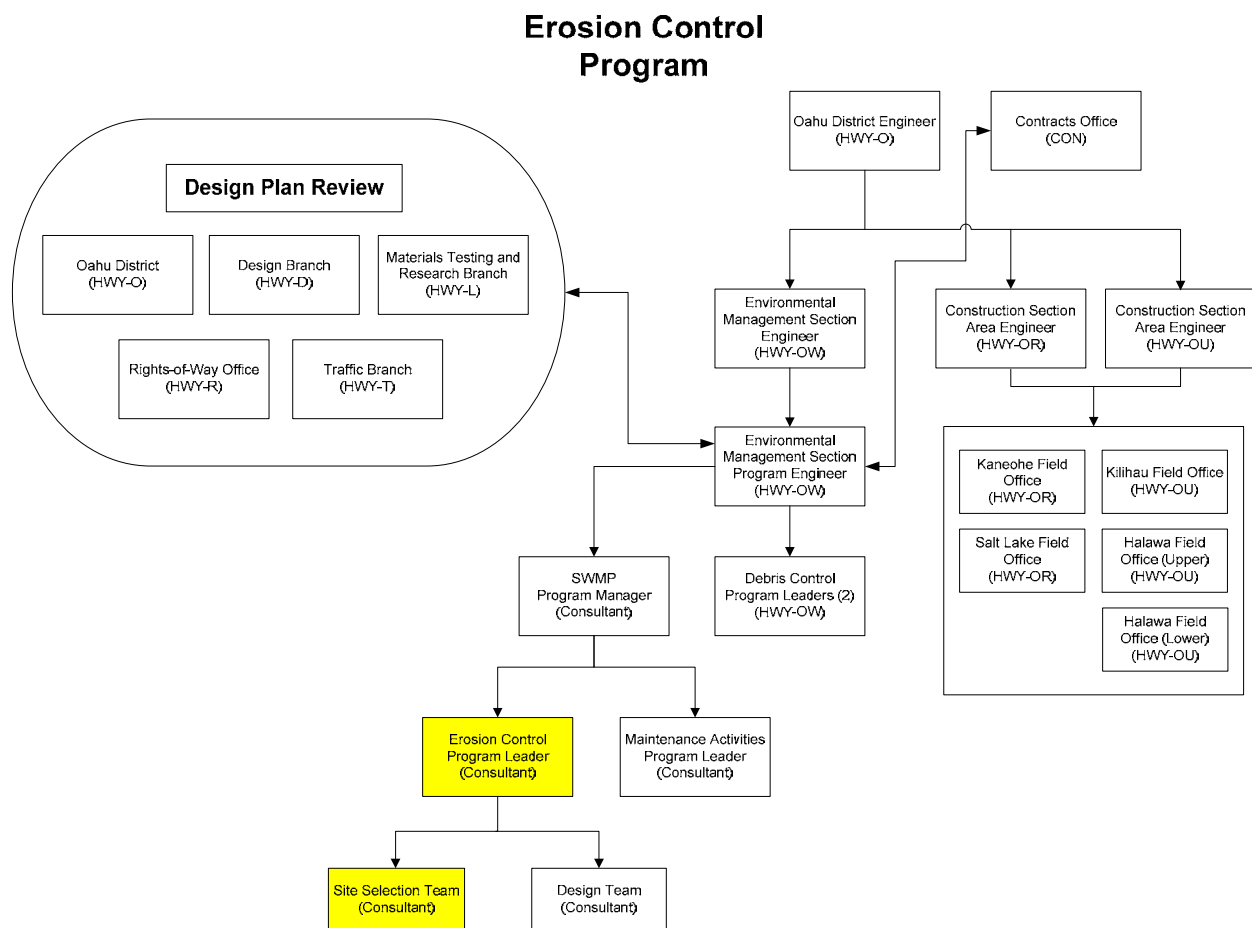 Erosion Control
Program
Oahu District Engineer
(HWY-O)
Contracts Office
(CON)
Design Plan Review
Oahu District
(HWY-O)
Design Branch
(HWY-D)
Materials Testing and
Research Branch
(HWY-L)
Rights-of-Way Office
(HWY-R)
Traffic Branch
(HWY-T)
Environmental
Management Section
Engineer
(HWY-OW)
Construction Section
Area Engineer
(HWY-OR)
Construction Section
Area Engineer
(HWY-OU)
Environmental
Management Section
Program Engineer
(HWY-OW)
Kaneohe Field
Office
(HWY-OR)
Kilihau Field Office
(HWY-OU)
Salt Lake Field
Office
(HWY-OR)
Halawa Field
Office (Upper)
(HWY-OU)
Halawa Field
Office (Lower)
(HWY-OU)
SWMP
Program Manager
(Consultant)
Debris Control
Program Leaders (2)
(HWY-OW)
Erosion Control
Program Leader
(Consultant)
Maintenance Activities
Program Leader
(Consultant)
Site Selection Team
(Consultant)
Design Team
(Consultant)